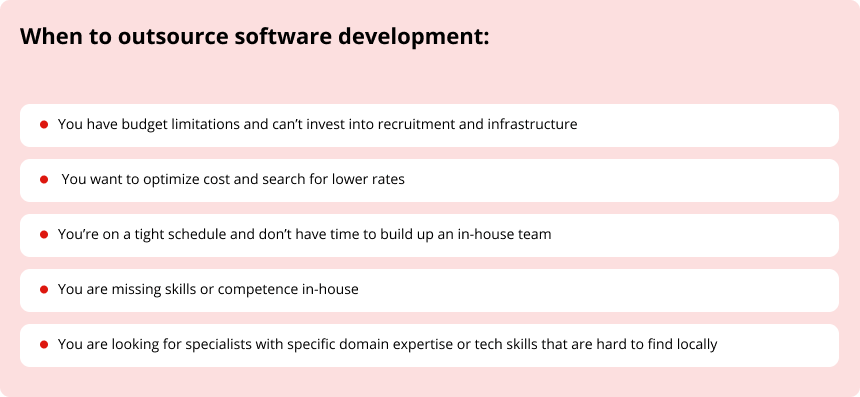 When to outsource software development:
You have budget limitations and can’t invest into recruitment and infrastructure
You want to optimize cost and search for lower rates
You’re on a tight schedule and don’t have time to build up an in-house team
You are missing skills or competence in-house
You are looking for specialists with specific domain expertise or tech skills that are hard to find locally